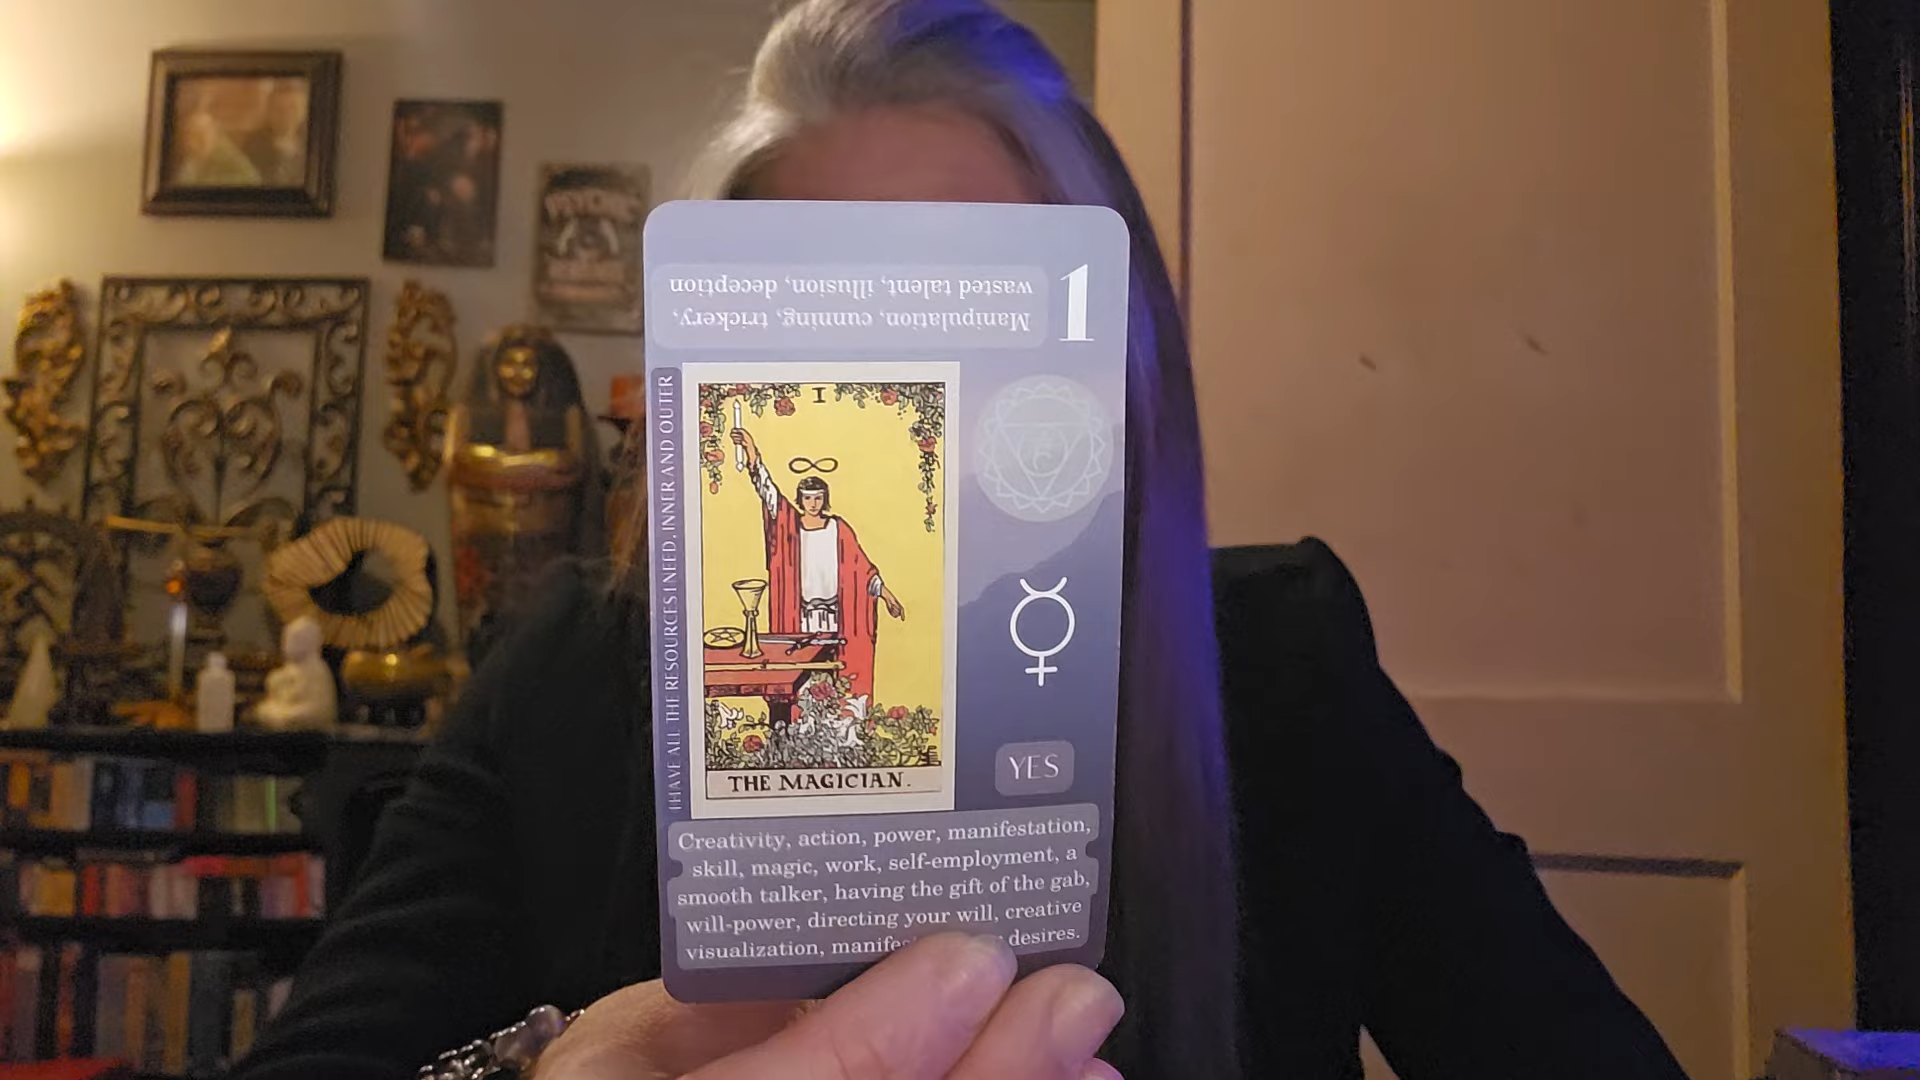 PSYCHIC
wasted talent, illusion, deception
Manipulation, cunning, trickery,
1
I HAVE ALL THE RESOURCES I NEED, INNER AND OUTER
I
THE MAGICIAN.
YES
Creativity, action, power, manifestation,
skill, magic, work, self-employment, a
smooth talker, having the gift of the gab,
will-power, directing your will, creative
visualization, desires.